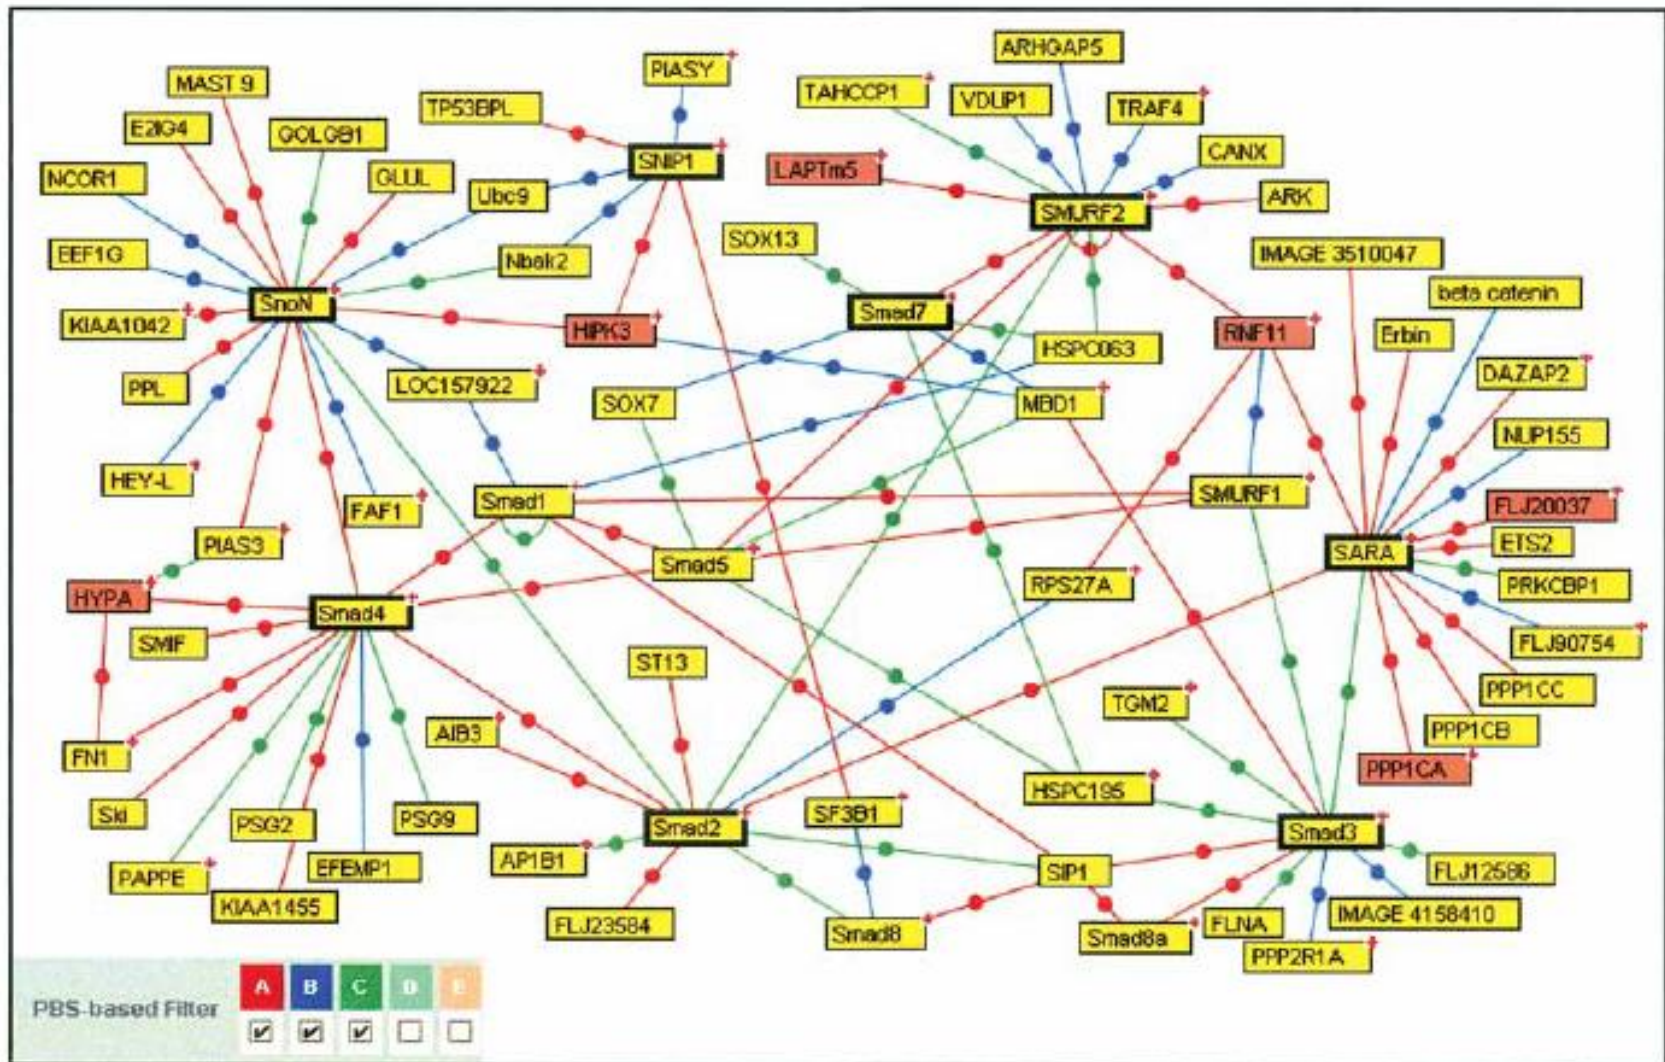 ARHGAP5
PIASY
MAST 9
TAHCCP1
VDUP1
TRAF4
TP53BPL
E2IG4
GOLGB1
CANX
SNIP1
LAPTm5
NCOR1
GLUL
Ubc9
ARK
SMURF2
SOX13
EEF1G
Nbak2
IMAGE 3510047
beta catenin
SnoN
Smad7
KIAA1042
HIPK3
RNF11
Erbin
HSPC063
PPL
LOC157922
DAZAP2
SOX7
MBD1
NUP155
HEY-L
FAF1
Smad1
SMURF1
FLJ20037
PIAS3
ETS2
SARA
Smad5
RPS27A
PRKCBP1
HYPA
Smad4
SMIF
FLJ90754
ST13
PPP1CC
TGM2
FN1
AIB3
PPP1CB
PPP1CA
Ski
PSG2
PSG9
HSPC195
SF3B1
Smad2
Smad3
AP1B1
EFEMP1
PAPPE
SIP1
FLJ12586
KIAA1455
FLJ23584
Smad8
Smad8a
FLNA
IMAGE 4158410
PPP2R1A
PBS-based Filter
A B C D E